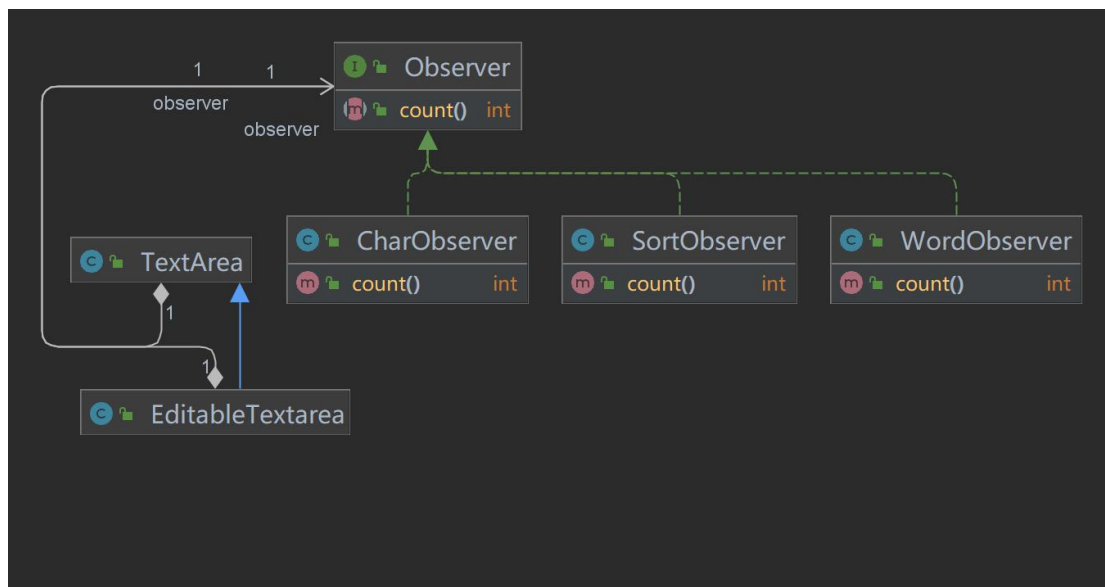 I Observer
m count() int
1 1
observer
observer
C CharObserver
m count() int
C SortObserver
m count() int
C WordObserver
m count() int
C TextArea
1
1
C EditableTextarea